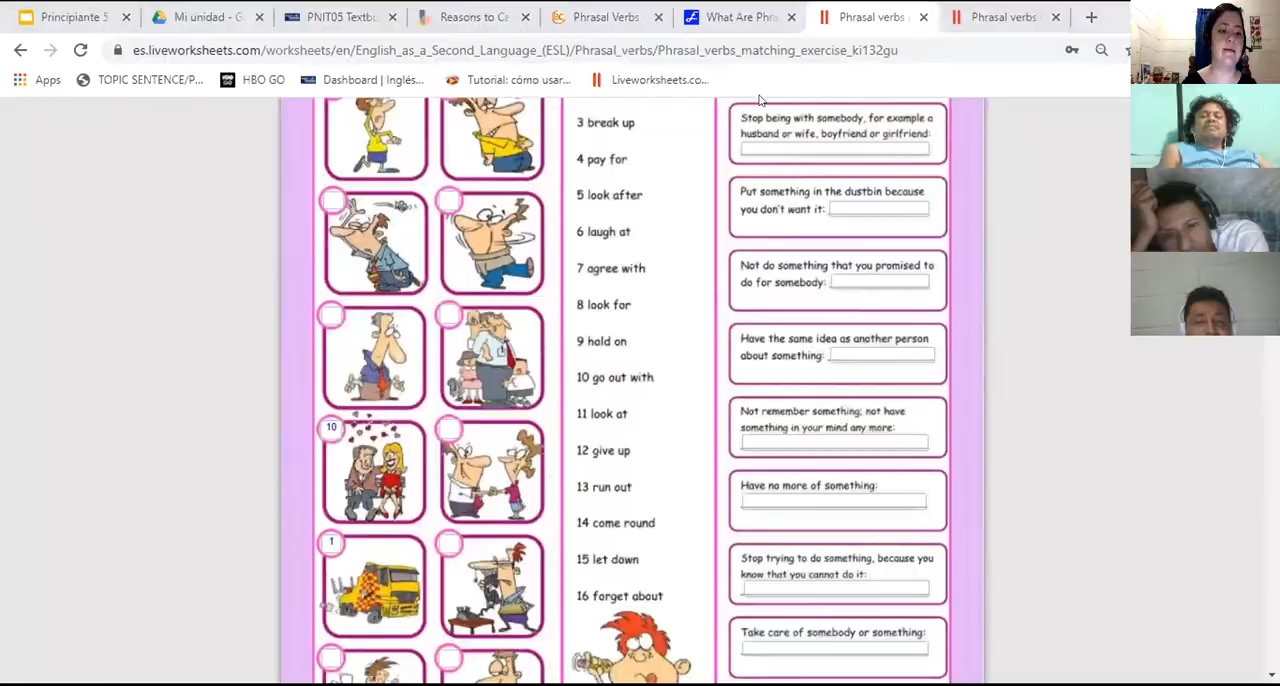 Principiante 5
Mi unidad - G
PNIT05 Textbo
Reasons to Ca
Phrasal Verbs
What Are Phra
Phrasal verbs
Phrasal verbs
es.liveworksheets.com/worksheets/en/English_as_a_Second_Language_(ESL)/Phrasal_verbs/Phrasal_verbs_matching_exercise_ki132gu
Apps
TOPIC SENTENCE/P...
HBO GO
Dashboard | Inglés...
Tutorial: cómo usar...
Liveworksheets.co...
10
1
3 break up
4 pay for
5 look after
6 laugh at
7 agree with
8 look for
9 hold on
10 go out with
11 look at
12 give up
13 run out
14 come round
15 let down
16 forget about
Stop being with somebody, for example a
husband or wife, boyfriend or girlfriend:
Put something in the dustbin because
you don't want it:
Not do something that you promised to
do for somebody:
Have the same idea as another person
about something:
Not remember something; not have
something in your mind any more:
Have no more of something:
Stop trying to do something, because you
know that you cannot do it:
Take care of somebody or something: